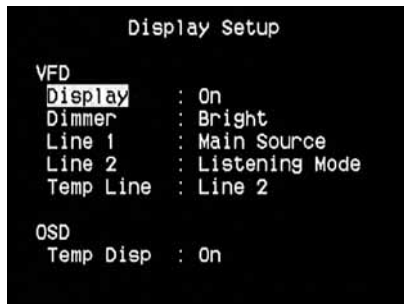 Display Setup
VFD
Display : On
Dimmer : Bright
Line 1 : Main Source
Line 2 : Listening Mode
Temp Line : Line 2
OSD
Temp Disp : On